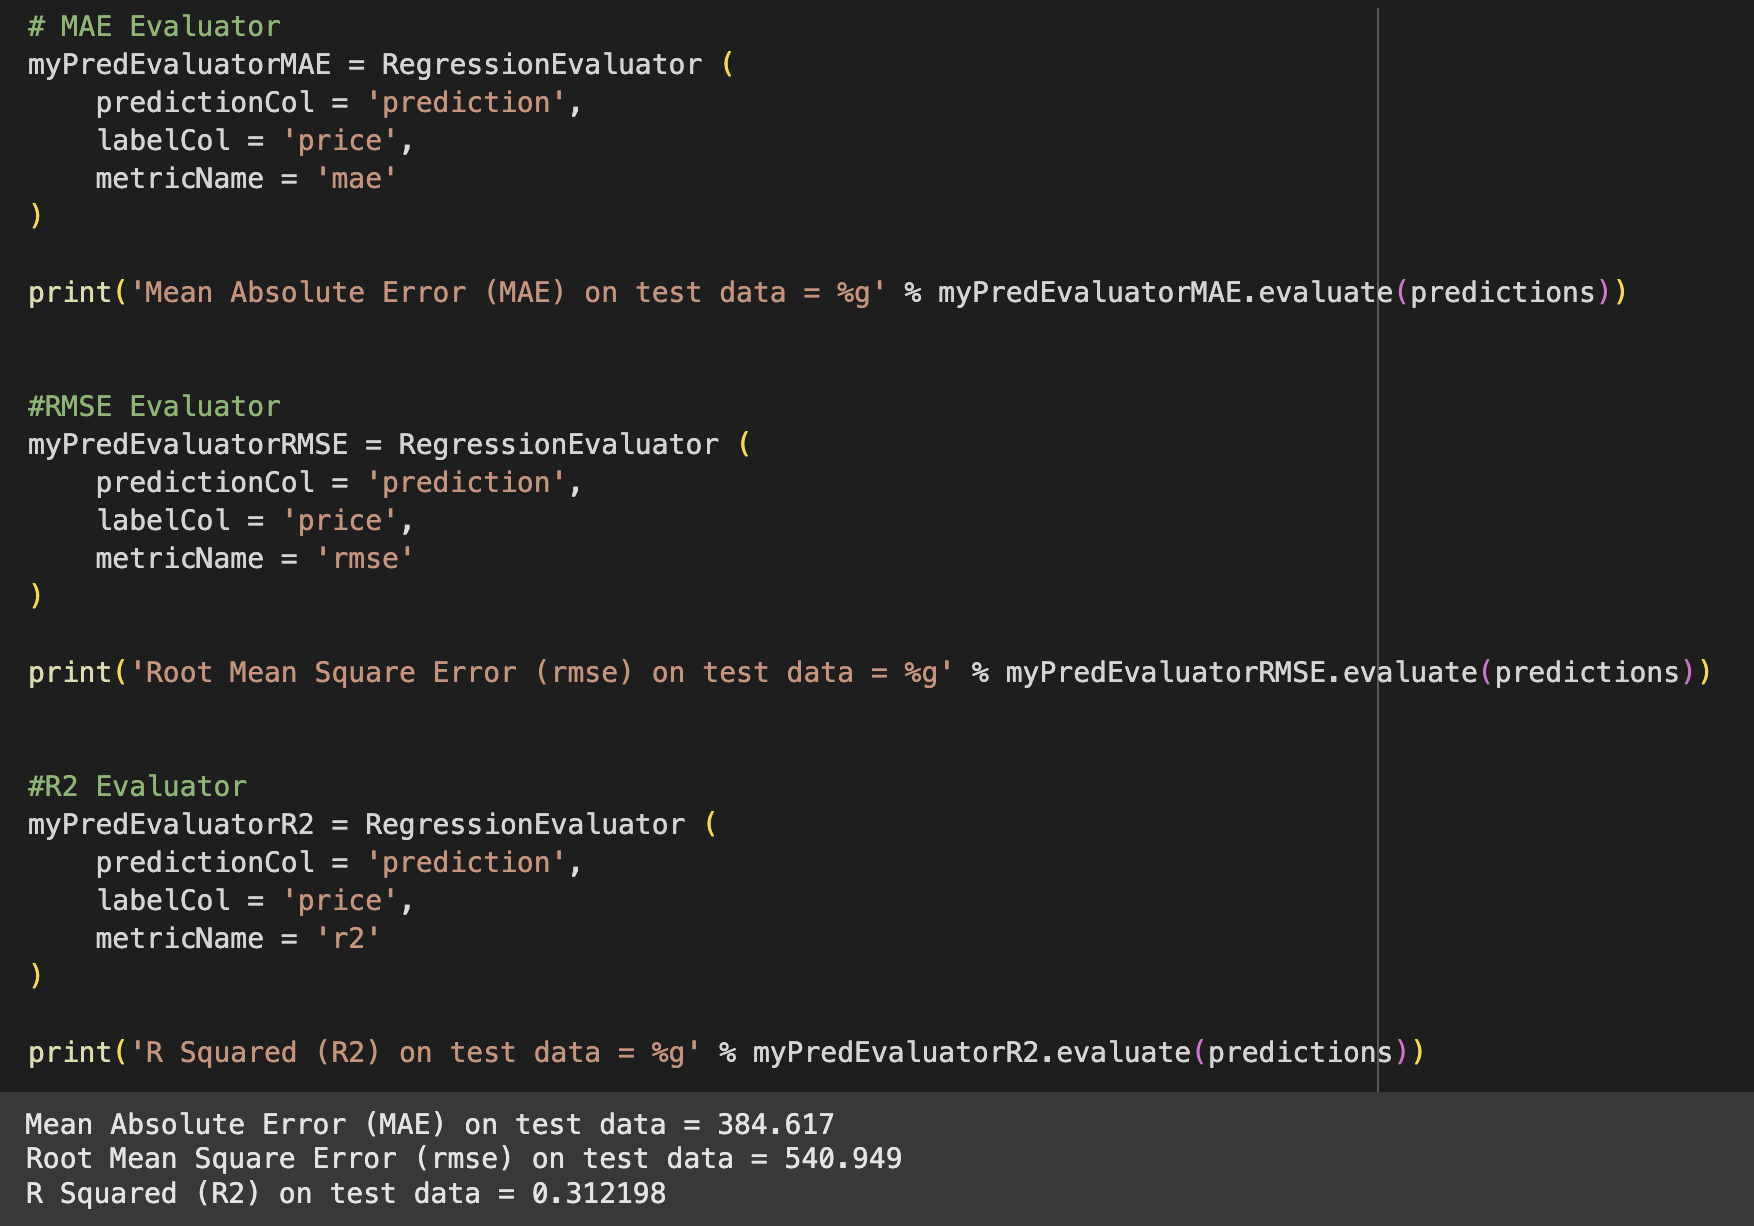 # MAE Evaluator
myPredEvaluatorMAE = RegressionEvaluator (
    predictionCol = 'prediction',
    labelCol = 'price',
    metricName = 'mae'
)
print('Mean Absolute Error (MAE) on test data = %g' % myPredEvaluatorMAE.evaluate(predictions))
#RMSE Evaluator
myPredEvaluatorRMSE = RegressionEvaluator (
    predictionCol = 'prediction',
    labelCol = 'price',
    metricName = 'rmse'
)
print('Root Mean Square Error (rmse) on test data = %g' % myPredEvaluatorRMSE.evaluate(predictions))
#R2 Evaluator
myPredEvaluatorR2 = RegressionEvaluator (
    predictionCol = 'prediction',
    labelCol = 'price',
    metricName = 'r2'
)
print('R Squared (R2) on test data = %g' % myPredEvaluatorR2.evaluate(predictions))
Mean Absolute Error (MAE) on test data = 384.617
Root Mean Square Error (rmse) on test data = 540.949
R Squared (R2) on test data = 0.312198